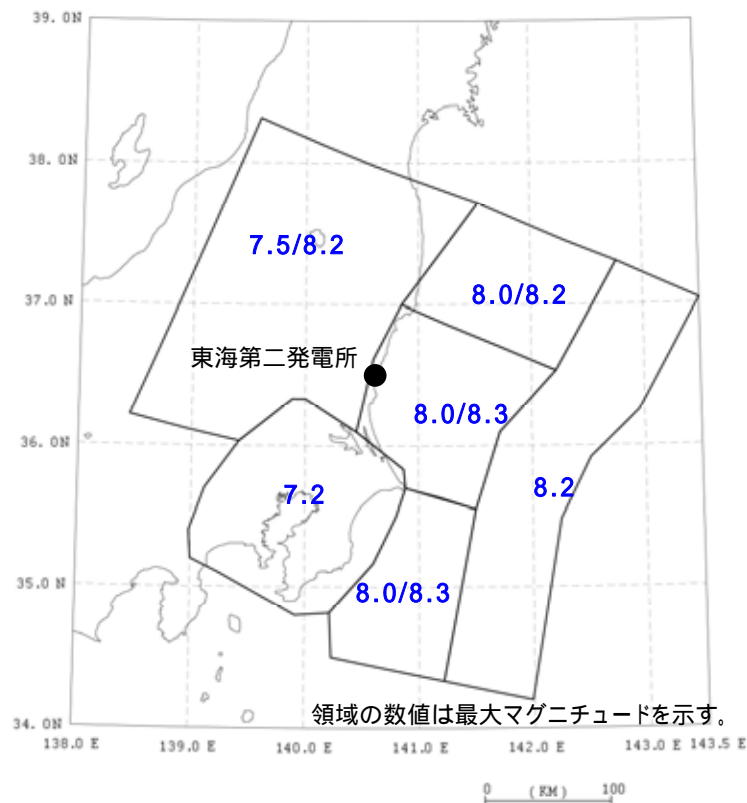 39.0N
38.0N
7.5/8.2
8.0/8.2
37.0N
東海第二発電所
8.0/8.3
36.0N
8.2
7.2
35.0N
8.0/8.3
領域の数値は最大マグニチュードを示す。
34.0N
138.0 E 139.0 E 140.0 E 141.0 E 142.0 E 143.0 E 143.5 E
0 (KM) 100